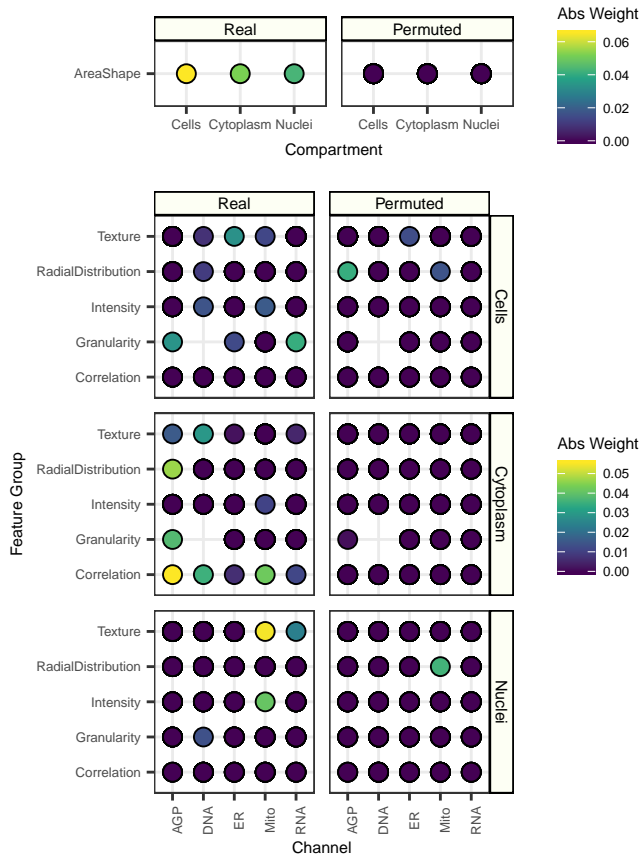 Real Permuted
AreaShape
Cells Cytoplasm Nuclei Cells Cytoplasm Nuclei
Compartment
Abs Weight
0.06
0.04
0.02
0.00
Real Permuted
Texture
RadialDistribution
Intensity
Granularity
Correlation
Cells
Texture
RadialDistribution
Intensity
Granularity
Correlation
Cytoplasm
Texture
RadialDistribution
Intensity
Granularity
Correlation
Nuclei
Feature Group
AGP DNA ER Mito RNA AGP DNA ER Mito RNA
Channel
Abs Weight
0.05
0.04
0.03
0.02
0.01
0.00